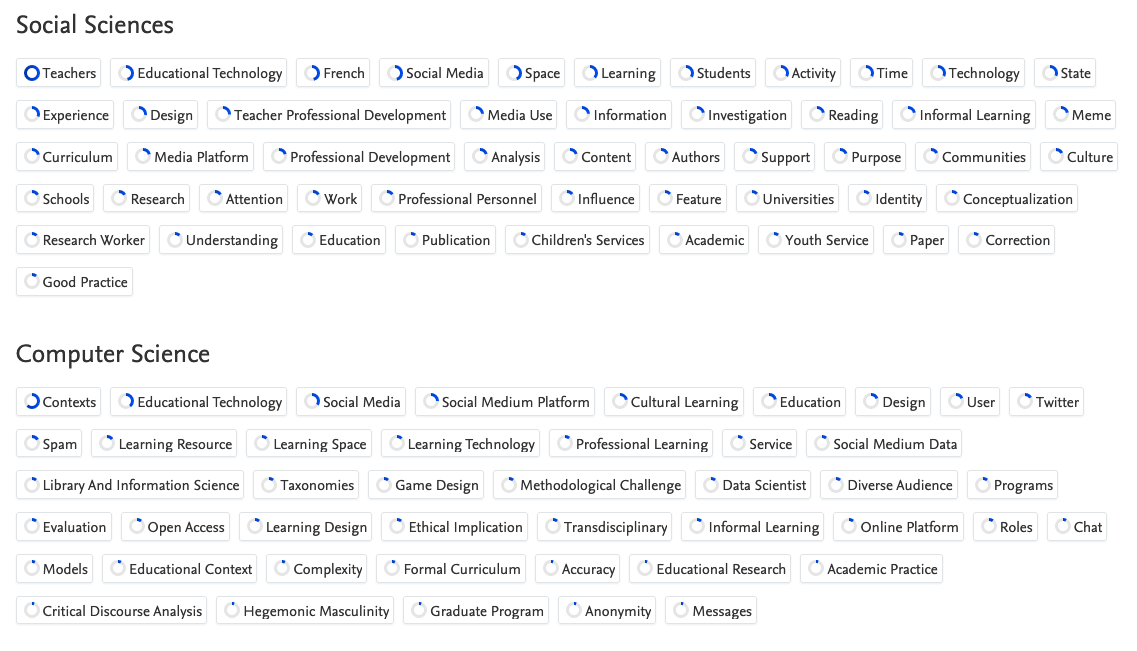 Social Sciences
Teachers Educational Technology French Social Media Space Learning Students Activity Time Technology State
Experience Design Teacher Professional Development Media Use Information Investigation Reading Informal Learning Meme
Curriculum Media Platform Professional Development Analysis Content Authors Support Purpose Communities Culture
Schools Research Attention Work Professional Personnel Influence Feature Universities Identity Conceptualization
Research Worker Understanding Education Publication Children's Services Academic Youth Service Paper Correction
Good Practice
Computer Science
Contexts Educational Technology Social Media Social Medium Platform Cultural Learning Education Design User Twitter
Spam Learning Resource Learning Space Learning Technology Professional Learning Service Social Medium Data
Library And Information Science Taxonomies Game Design Methodological Challenge Data Scientist Diverse Audience Programs
Evaluation Open Access Learning Design Ethical Implication Transdisciplinary Informal Learning Online Platform Roles Chat
Models Educational Context Complexity Formal Curriculum Accuracy Educational Research Academic Practice
Critical Discourse Analysis Hegemonic Masculinity Graduate Program Anonymity Messages